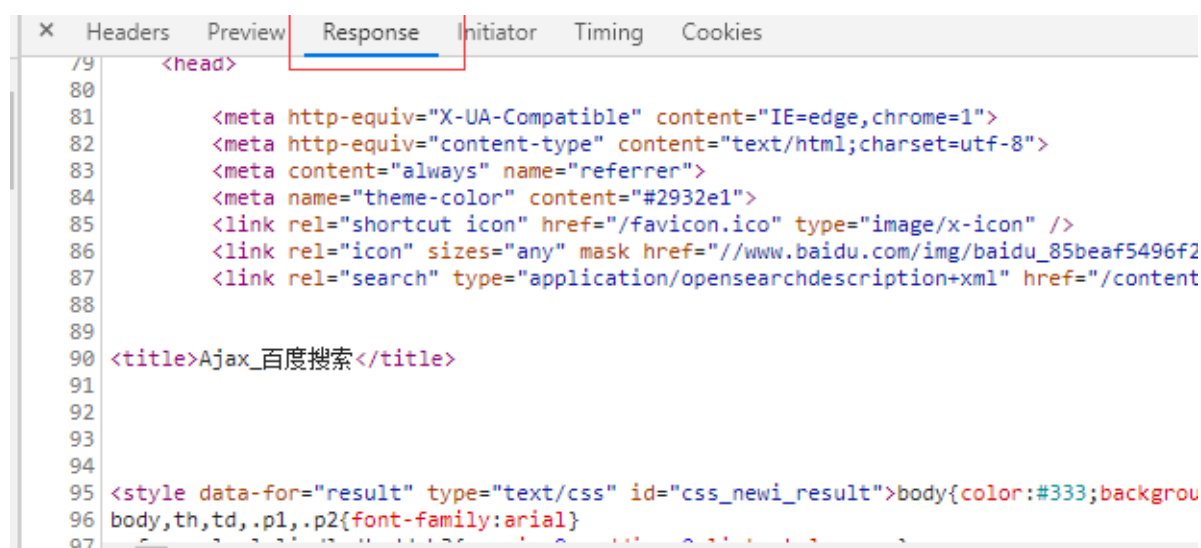 × Headers Preview Response Initiator Timing Cookies
79 <head>
80
81 <meta http-equiv="X-UA-Compatible" content="IE=edge,chrome=1">
82 <meta http-equiv="content-type" content="text/html;charset=utf-8">
83 <meta content="always" name="referrer">
84 <meta name="theme-color" content="#2932e1">
85 <link rel="shortcut icon" href="/favicon.ico" type="image/x-icon" />
86 <link rel="icon" sizes="any" mask href="//www.baidu.com/img/baidu_85beaf5496f2
87 <link rel="search" type="application/opensearchdescription+xml" href="/content
88
89
90 <title>Ajax_百度搜索</title>
91
92
93
94
95 <style data-for="result" type="text/css" id="css_newi_result">body{color:#333;backgrou
96 body,th,td,.p1,.p2{font-family:arial}
97